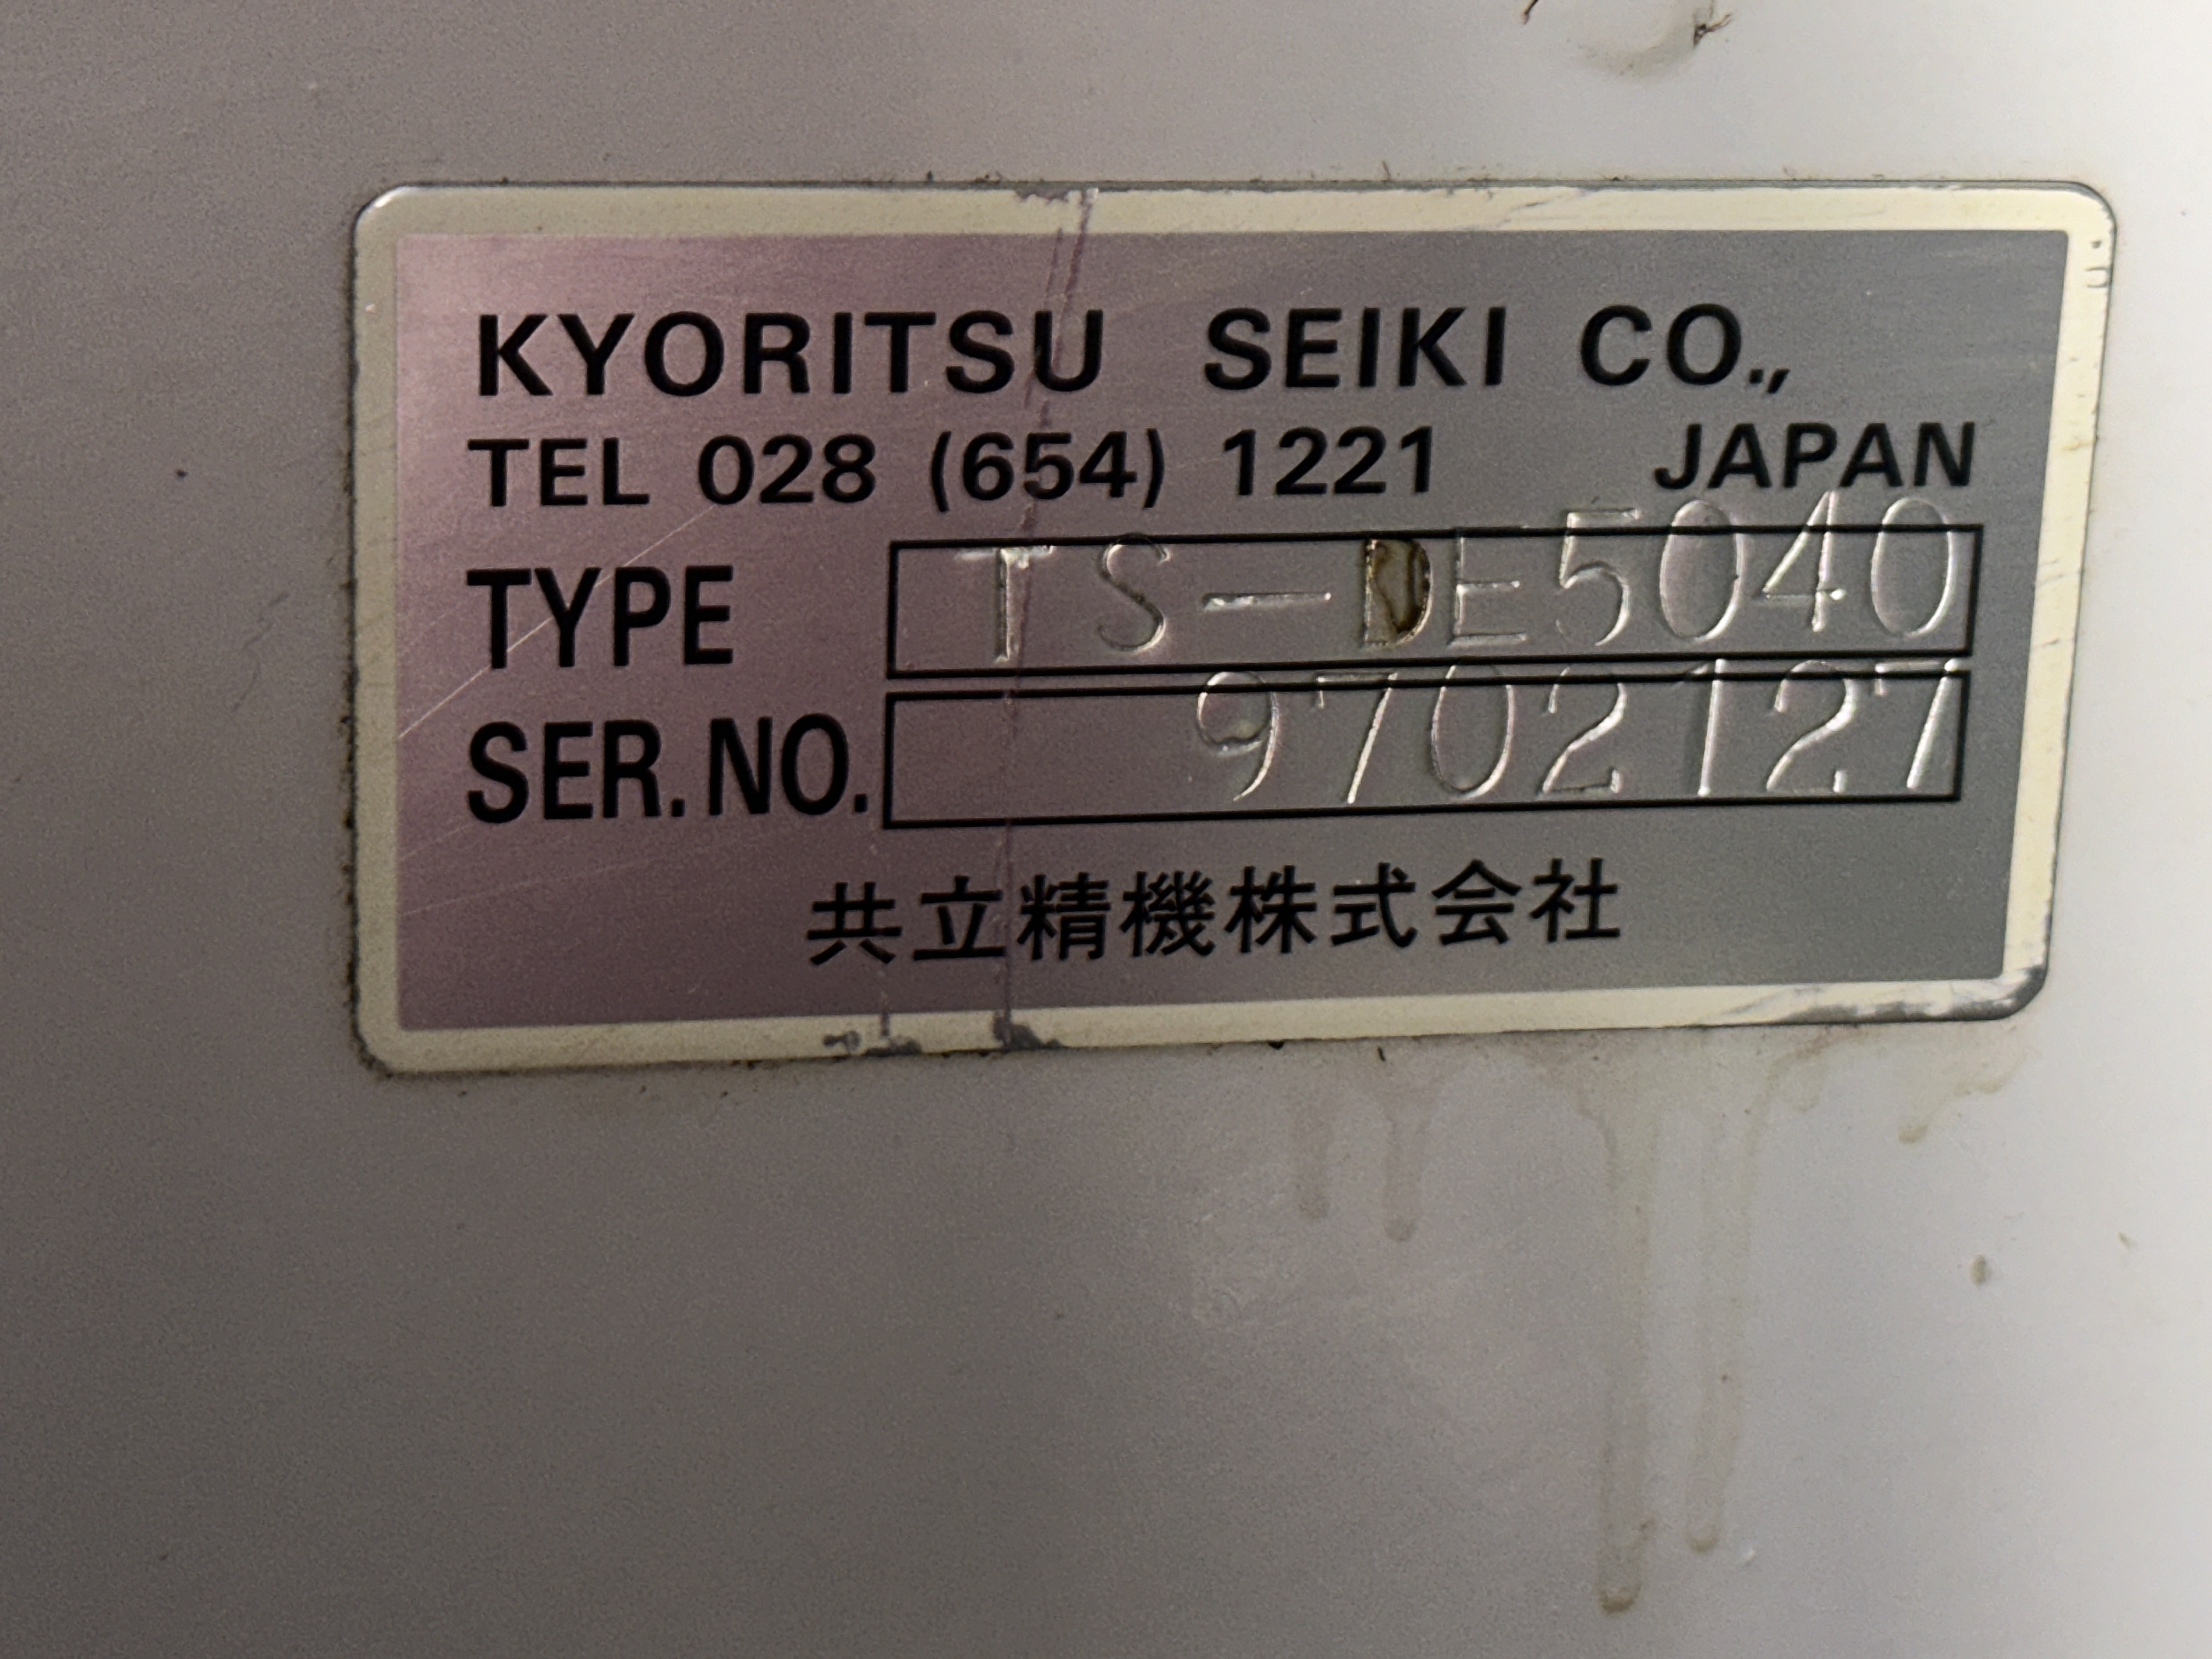 KYORITSU SEIKI CO.,
TEL 028 (654) 1221 JAPAN
TYPE TS-DE5040
SER.NO. 9702127
共立精機株式会社